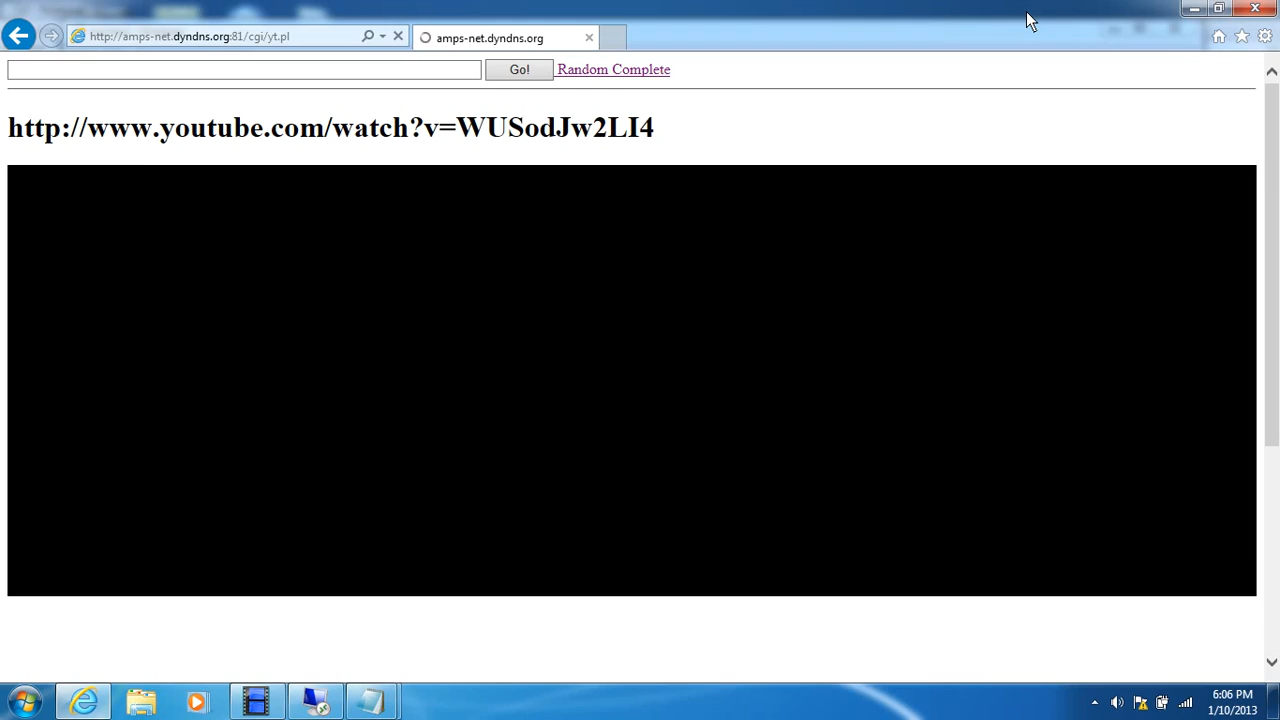 http://amps-net.dyndns.org:81/cgi/yt.pl
amps-net.dyndns.org
Go! Random Complete
http://www.youtube.com/watch?v=WUSodJw2LI4
6:06 PM
1/10/2013